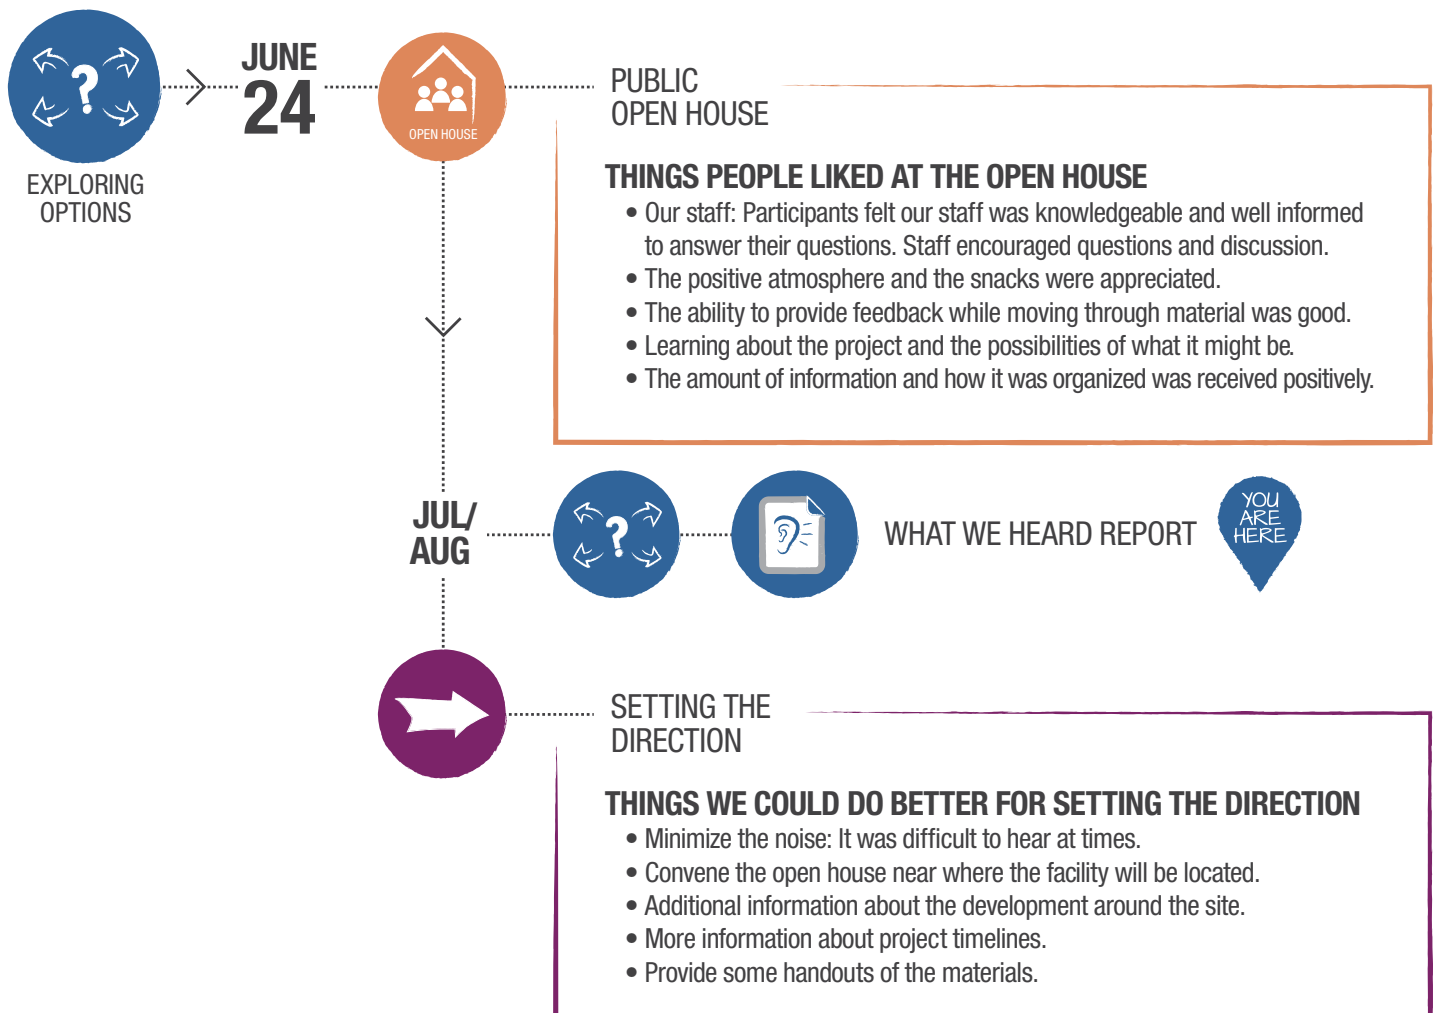 ?
EXPLORING
OPTIONS
JUNE
24
OPEN HOUSE
PUBLIC
OPEN HOUSE
THINGS PEOPLE LIKED AT THE OPEN HOUSE
• Our staff: Participants felt our staff was knowledgeable and well informed
to answer their questions. Staff encouraged questions and discussion.
• The positive atmosphere and the snacks were appreciated.
• The ability to provide feedback while moving through material was good.
• Learning about the project and the possibilities of what it might be.
• The amount of information and how it was organized was received positively.
JUL/
AUG
?
WHAT WE HEARD REPORT
YOU
ARE
HERE
SETTING THE
DIRECTION
THINGS WE COULD DO BETTER FOR SETTING THE DIRECTION
• Minimize the noise: It was difficult to hear at times.
• Convene the open house near where the facility will be located.
• Additional information about the development around the site.
• More information about project timelines.
• Provide some handouts of the materials.